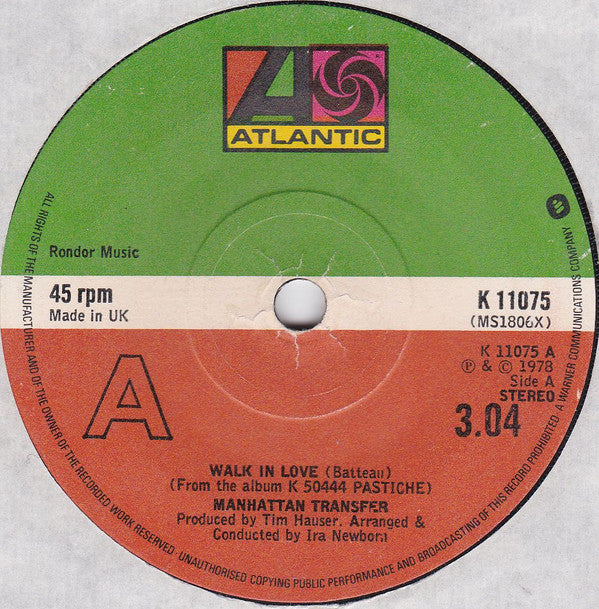 ATLANTIC
Rondor Music
45 rpm
Made in UK
K 11075
(MS1806X)
K 11075 A
℗ & © 1978
Side A
STEREO
3.04
A
WALK IN LOVE (Batteau)
(From the album K 50444 PASTICHE)
MANHATTAN TRANSFER
Produced by Tim Hauser. Arranged &
Conducted by Ira Newborn
ALL RIGHTS OF THE MANUFACTURER AND OF THE OWNER OF THE RECORDED WORK RESERVED · UNAUTHORISED COPYING PUBLIC PERFORMANCE AND BROADCASTING OF THIS RECORD PROHIBITED. A WARNER COMMUNICATIONS COMPANY